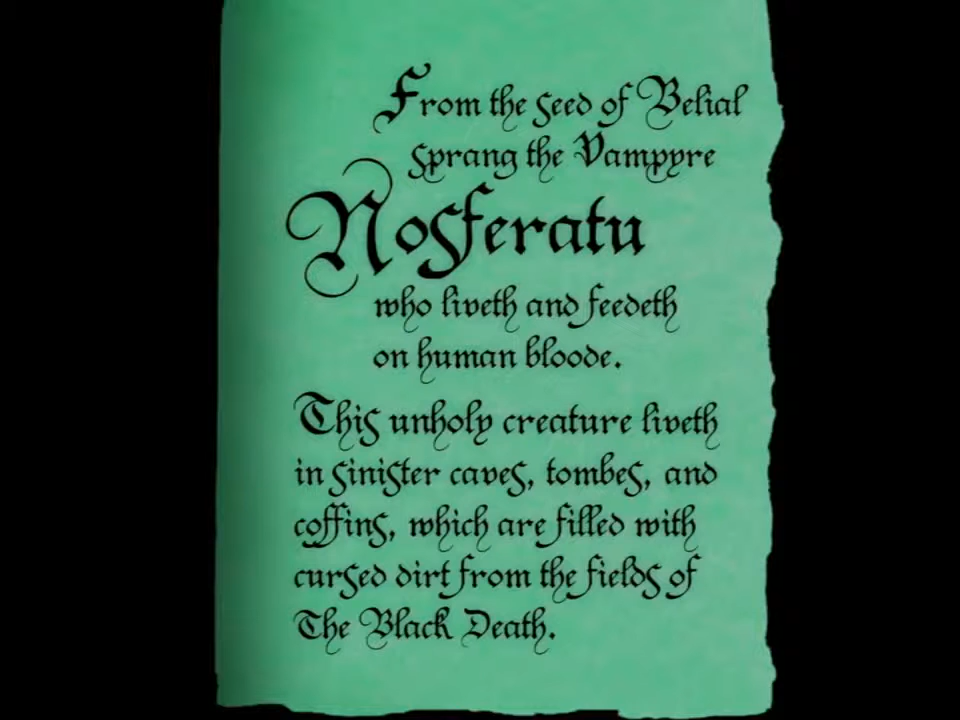 From the seed of Belial
sprang the Vampyre
Nosferatu
who liveth and feedeth
on human bloode.
This unholy creature liveth
in sinister caves, tombes, and
coffins, which are filled with
cursed dirt from the fields of
The Black Death.